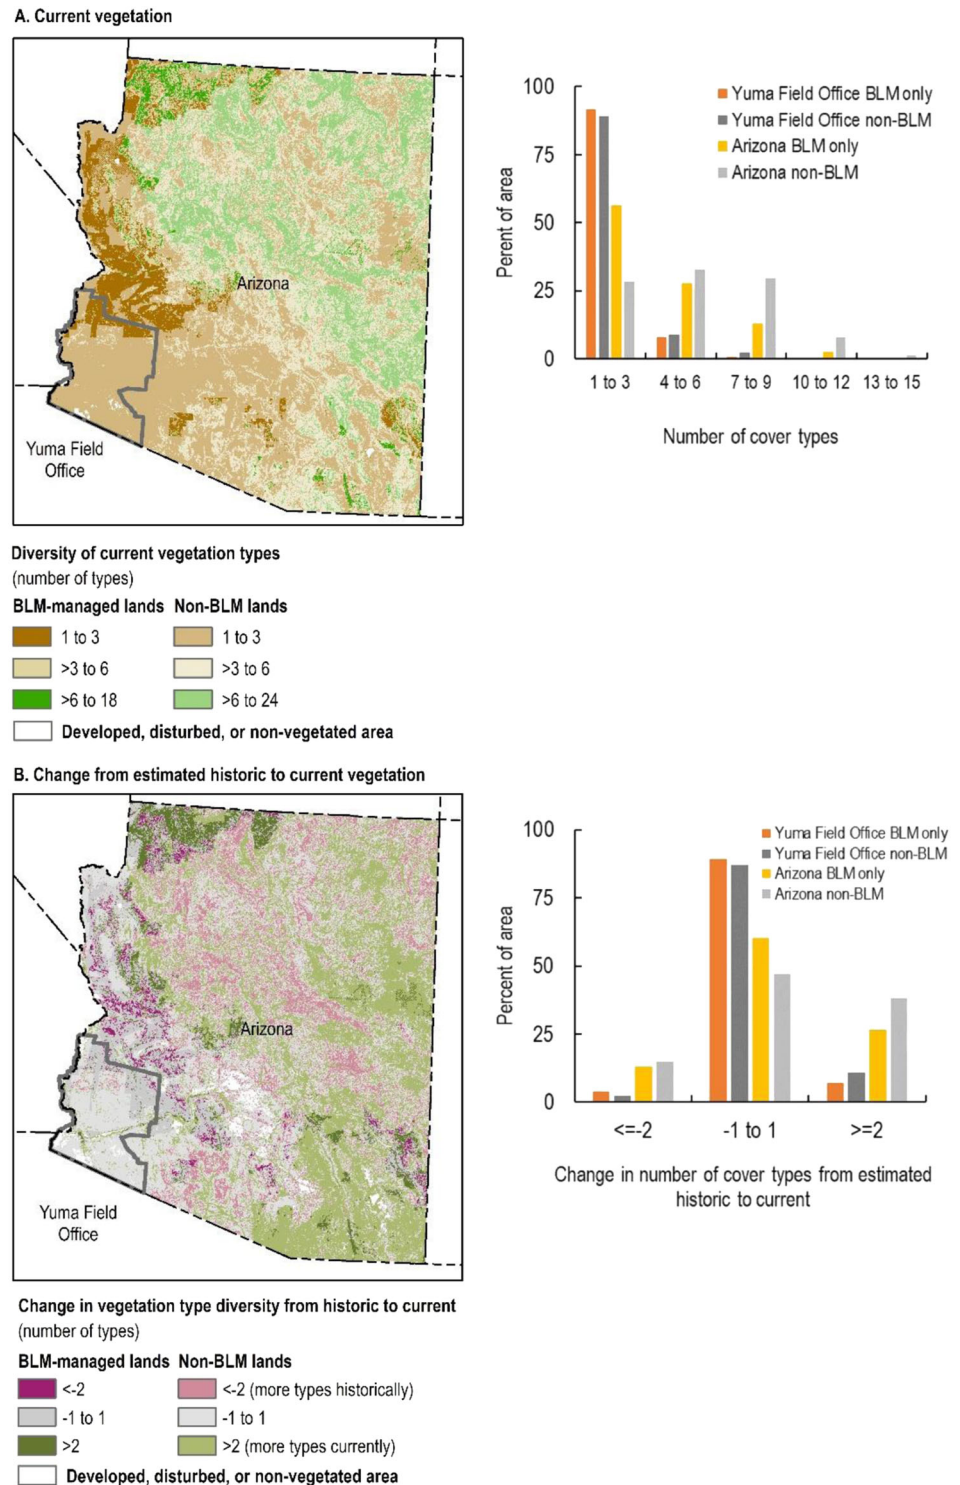 A. Current vegetation
Arizona
Yuma Field
Office
100
75
50
25
0
Perent of area
Yuma Field Office BLM only
Yuma Field Office non-BLM
Arizona BLM only
Arizona non-BLM
1 to 3 4 to 6 7 to 9 10 to 12 13 to 15
Number of cover types
Diversity of current vegetation types
(number of types)
BLM-managed lands Non-BLM lands
1 to 3 1 to 3
>3 to 6 >3 to 6
>6 to 18 >6 to 24
Developed, disturbed, or non-vegetated area
B. Change from estimated historic to current vegetation
Arizona
Yuma Field
Office
100
75
50
25
0
Percent of area
Yuma Field Office BLM only
Yuma Field Office non-BLM
Arizona BLM only
Arizona non-BLM
<=-2 -1 to 1 >=2
Change in number of cover types from estimated
historic to current
Change in vegetation type diversity from historic to current
(number of types)
BLM-managed lands Non-BLM lands
<-2 <-2 (more types historically)
-1 to 1 -1 to 1
>2 >2 (more types currently)
Developed, disturbed, or non-vegetated area